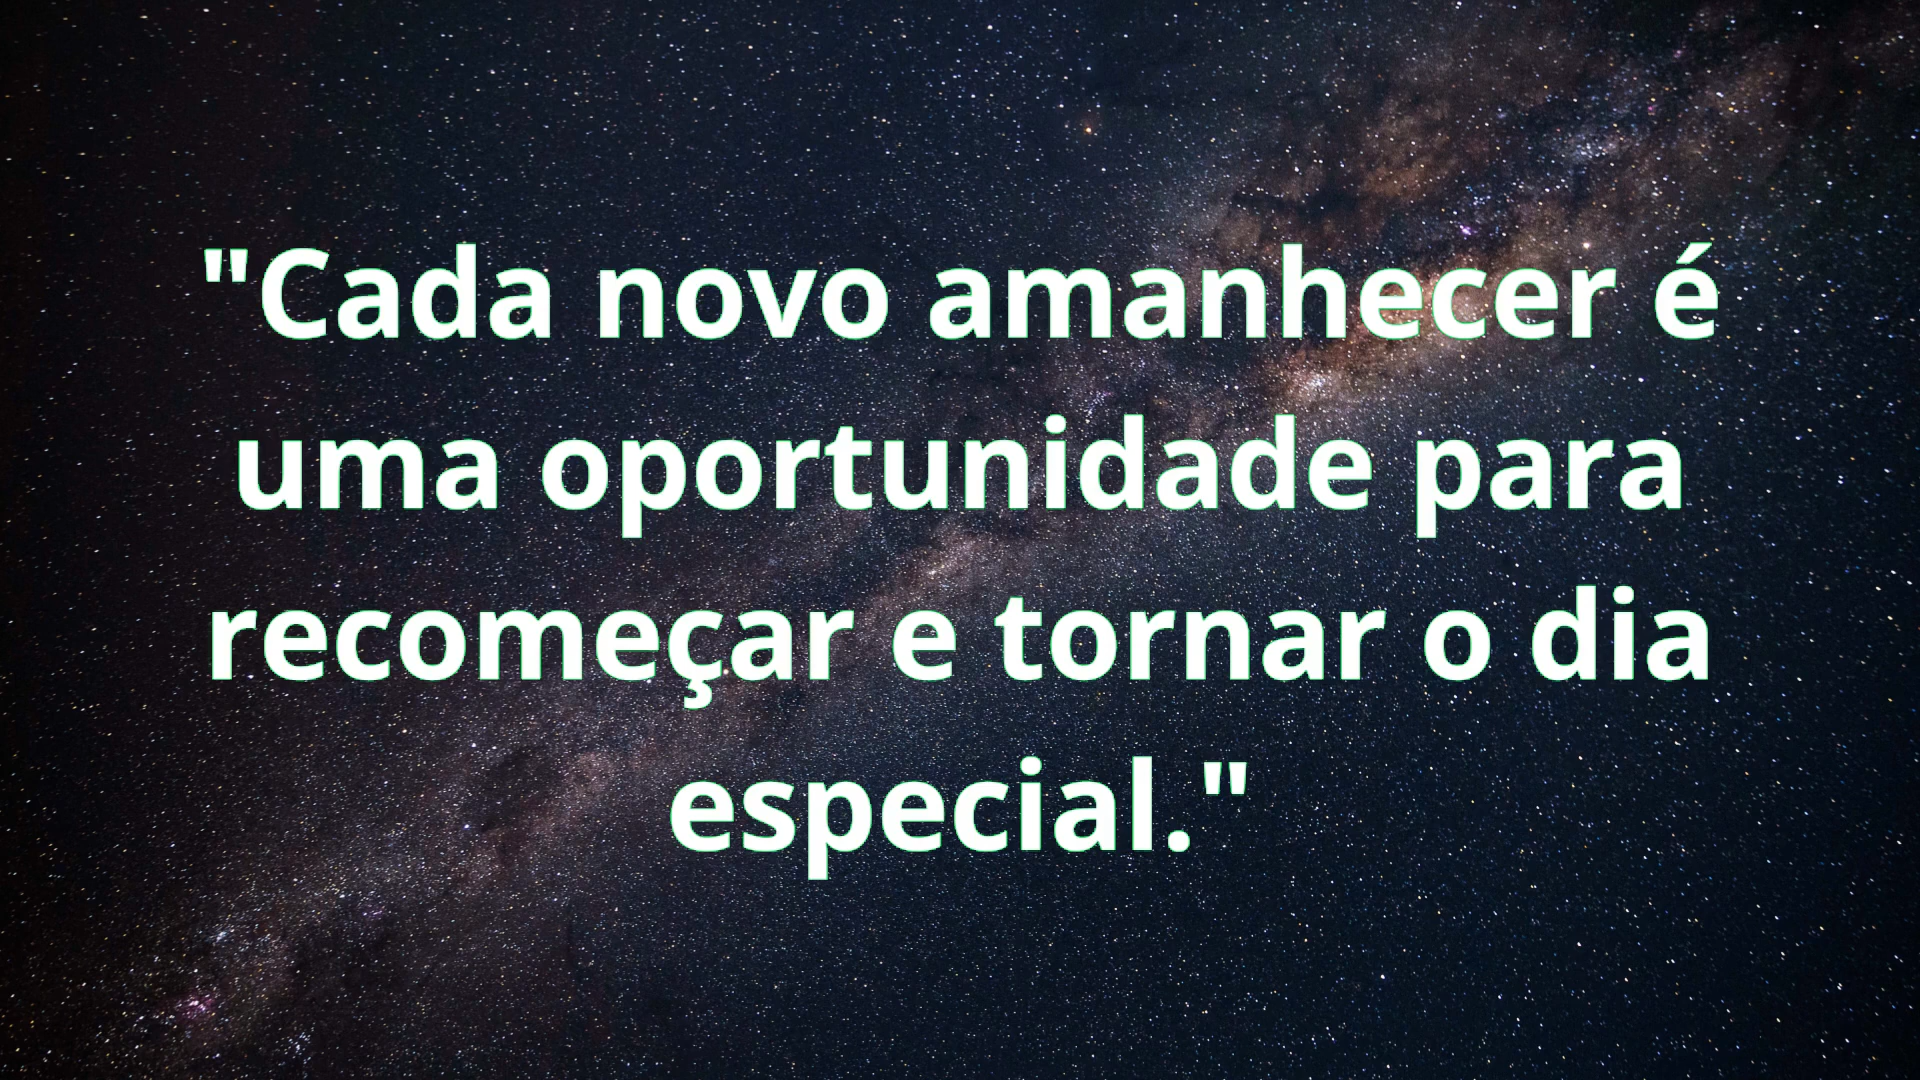 "Cada novo amanhecer é
uma oportunidade para
recomeçar e tornar o dia
especial."